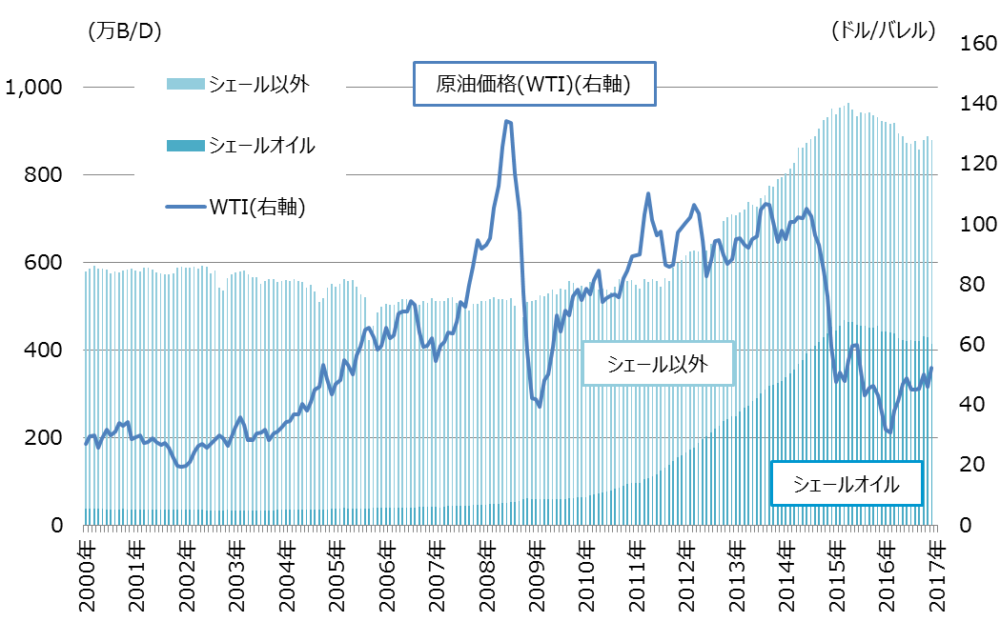 (万B/D)
(ドル/バレル)
1,000
800
600
400
200
0
160
140
120
100
80
60
40
20
0
シェール以外
シェールオイル
WTI(右軸)
原油価格(WTI)(右軸)
シェール以外
シェールオイル
2000年
2001年
2002年
2003年
2004年
2005年
2006年
2007年
2008年
2009年
2010年
2011年
2012年
2013年
2014年
2015年
2016年
2017年